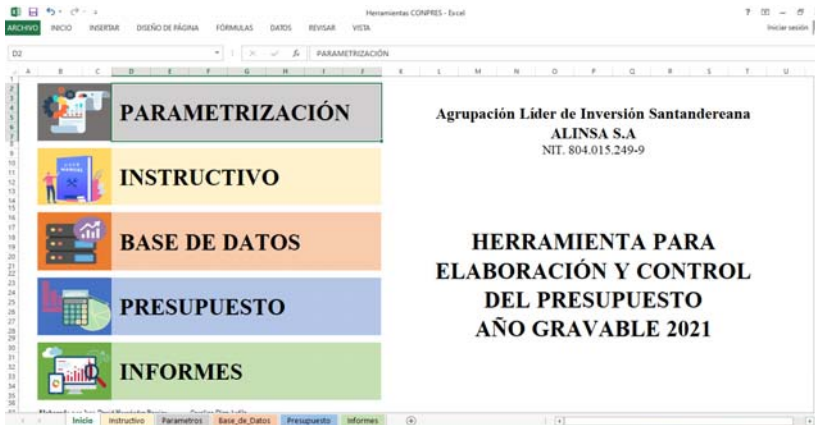 Herramientas CONPRES - Excel
Iniciar sesión
ARCHIVO INICIO INSERTAR DISEÑO DE PÁGINA FÓRMULAS DATOS REVISAR VISTA
D2 fx PARAMETRIZACIÓN
A B C D E F G H I J K L M N O P Q R S T U
PARAMETRIZACIÓN
INSTRUCTIVO
BASE DE DATOS
PRESUPUESTO
INFORMES
Agrupación Líder de Inversión Santandereana
ALINSA S.A
NIT. 804.015.249-9
HERRAMIENTA PARA
ELABORACIÓN Y CONTROL
DEL PRESUPUESTO
AÑO GRAVABLE 2021
Inicio Instructivo Parametros Base_de_Datos Presupuesto Informes